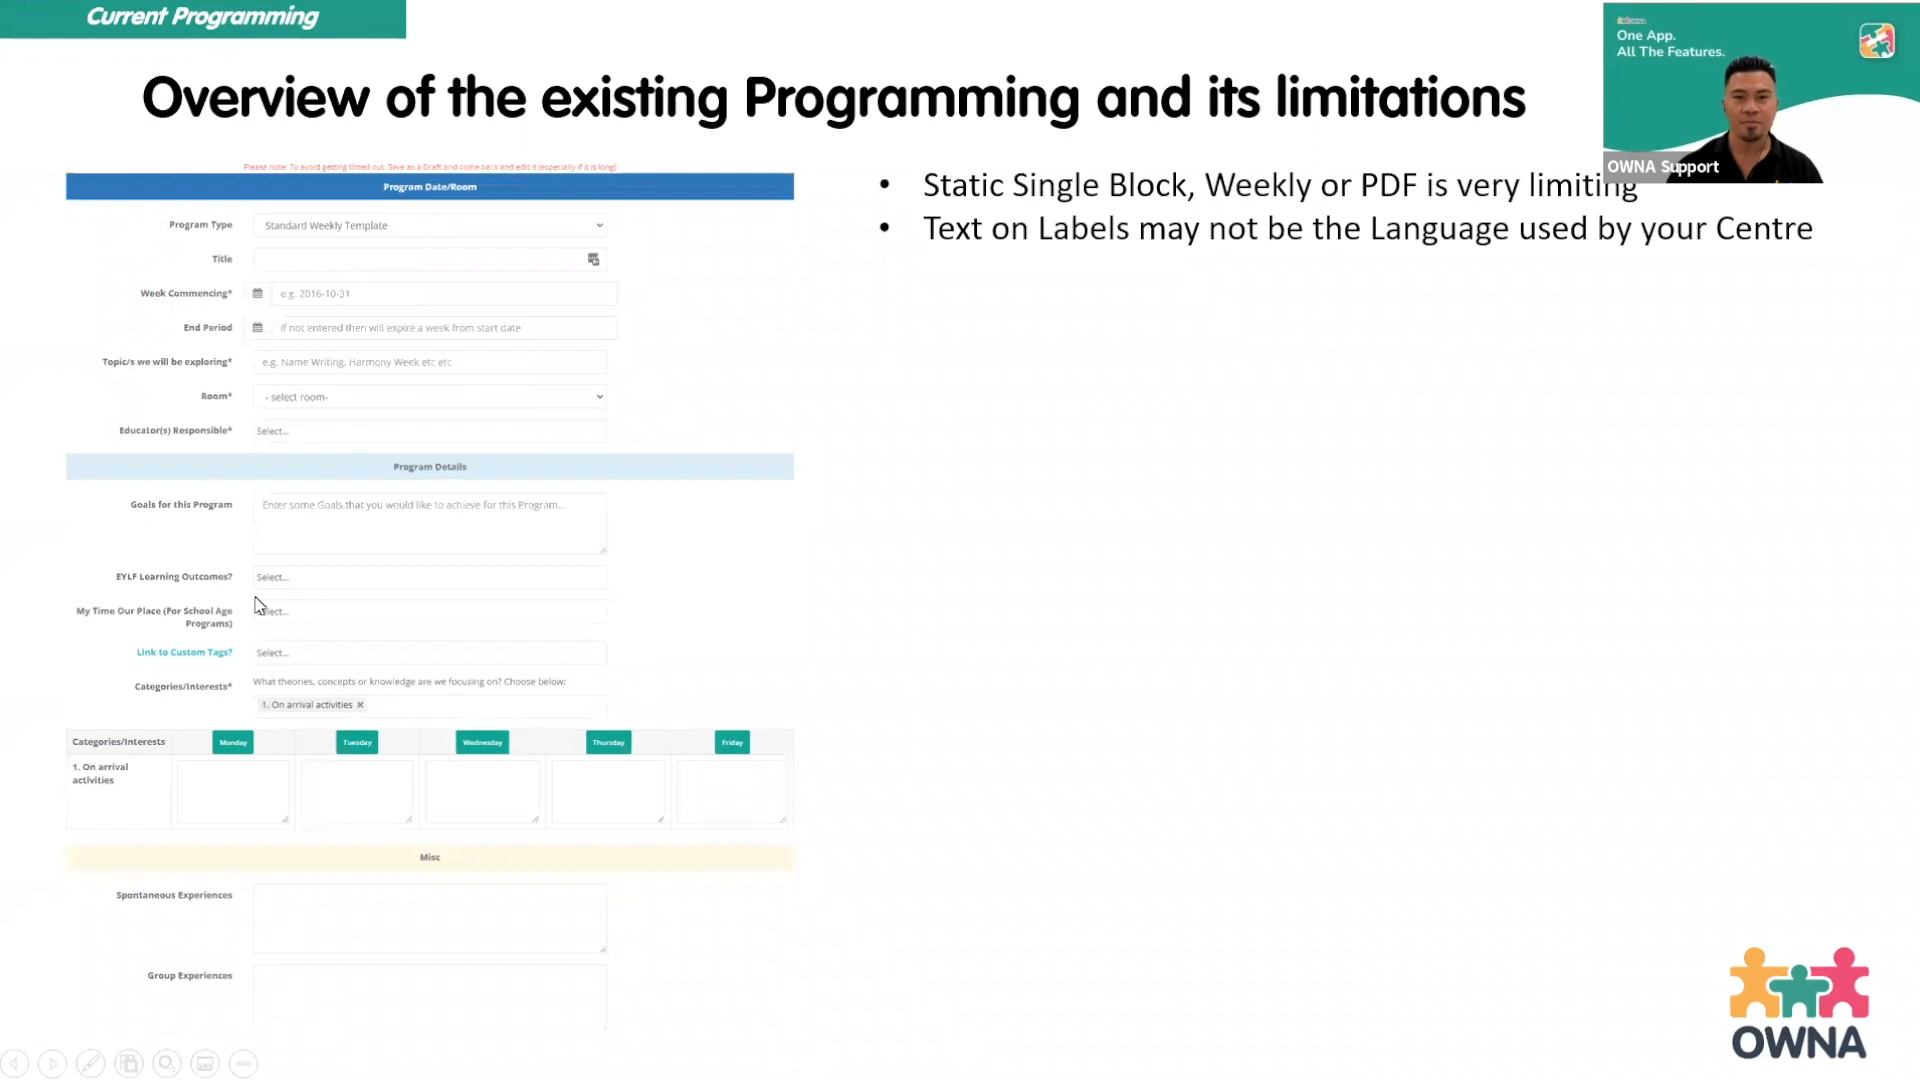 Current Programming
OWNA
One App.
All The Features.
OWNA Support
Overview of the existing Programming and its limitations
• Static Single Block, Weekly or PDF is very limiting
• Text on Labels may not be the Language used by your Centre
Please note: To avoid getting timed out, Save as a Draft and come back and edit it (especially if it is long).
Program Date/Room
Program Type Standard Weekly Template
Title
Week Commencing* e.g. 2016-10-31
End Period if not entered then will expire a week from start date
Topic/s we will be exploring* e.g. Name Writing, Harmony Week etc etc
Room* - select room-
Educator(s) Responsible* Select...
Program Details
Goals for this Program Enter some Goals that you would like to achieve for this Program...
EYLF Learning Outcomes? Select...
My Time Our Place (For School Age
Programs)
Link to Custom Tags? Select...
Categories/Interests* What theories, concepts or knowledge are we focusing on? Choose below:
1. On arrival activities ×
Categories/Interests Monday Tuesday Wednesday Thursday Friday
1. On arrival
activities
Misc
Spontaneous Experiences
Group Experiences
OWNA